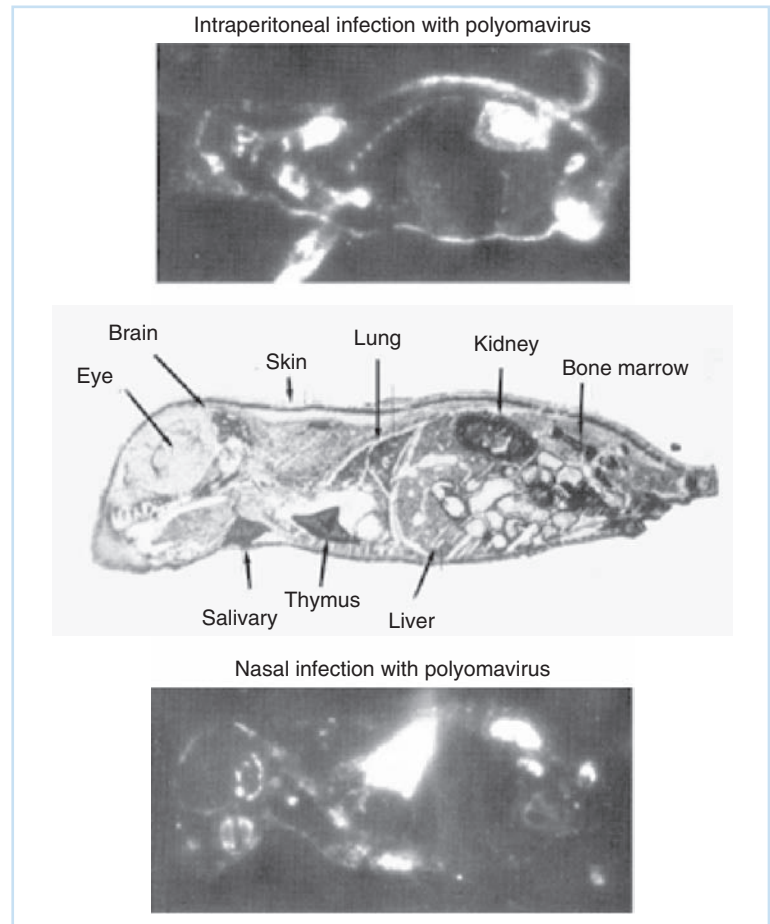 Intraperitoneal infection with polyomavirus
Brain
Lung
Kidney
Skin
Eye
Bone marrow
Thymus
Salivary
Liver
Nasal infection with polyomavirus